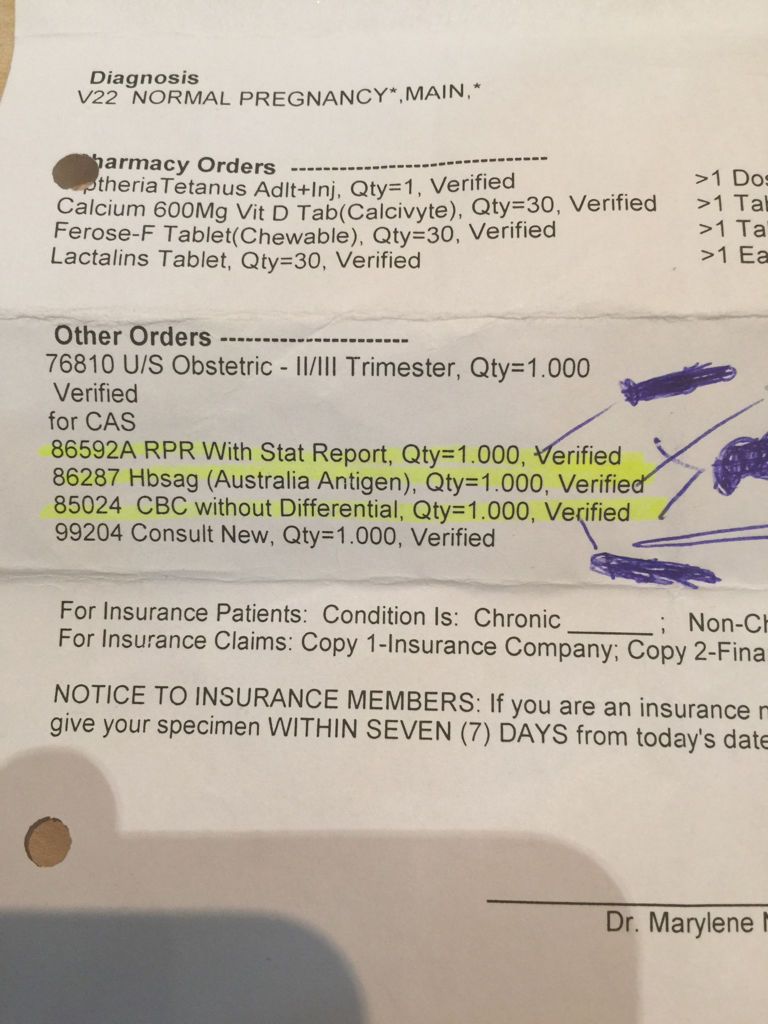 Diagnosis
V22 NORMAL PREGNANCY*,MAIN,*
harmacy Orders --------------------------------
ptheriaTetanus Adlt+Inj, Qty=1, Verified >1 Dos
Calcium 600Mg Vit D Tab(Calcivyte), Qty=30, Verified >1 Tab
Ferose-F Tablet(Chewable), Qty=30, Verified >1 Ta
Lactalins Tablet, Qty=30, Verified >1 Ea
Other Orders -----------------------
76810 U/S Obstetric - II/III Trimester, Qty=1.000
Verified
for CAS
86592A RPR With Stat Report, Qty=1.000, Verified
86287 Hbsag (Australia Antigen), Qty=1.000, Verified
85024 CBC without Differential, Qty=1.000, Verified
99204 Consult New, Qty=1.000, Verified
For Insurance Patients: Condition Is: Chronic ______ ; Non-Ch
For Insurance Claims: Copy 1-Insurance Company; Copy 2-Fina
NOTICE TO INSURANCE MEMBERS: If you are an insurance
give your specimen WITHIN SEVEN (7) DAYS from today's date
Dr. Marylene